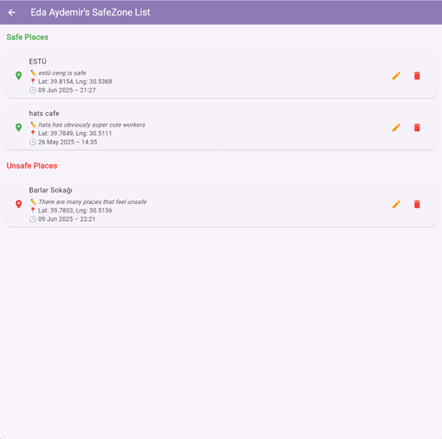 Eda Aydemir's SafeZone List
Safe Places
ESTÜ
estü ceng is safe
Lat: 39.8154, Lng: 30.5368
09 Jun 2025 – 21:27
hats cafe
hats has obviously super cute workers
Lat: 39.7849, Lng: 30.5111
26 May 2025 – 14:35
Unsafe Places
Barlar Sokağı
There are many places that feel unsafe
Lat: 39.7803, Lng: 30.5136
09 Jun 2025 – 22:21